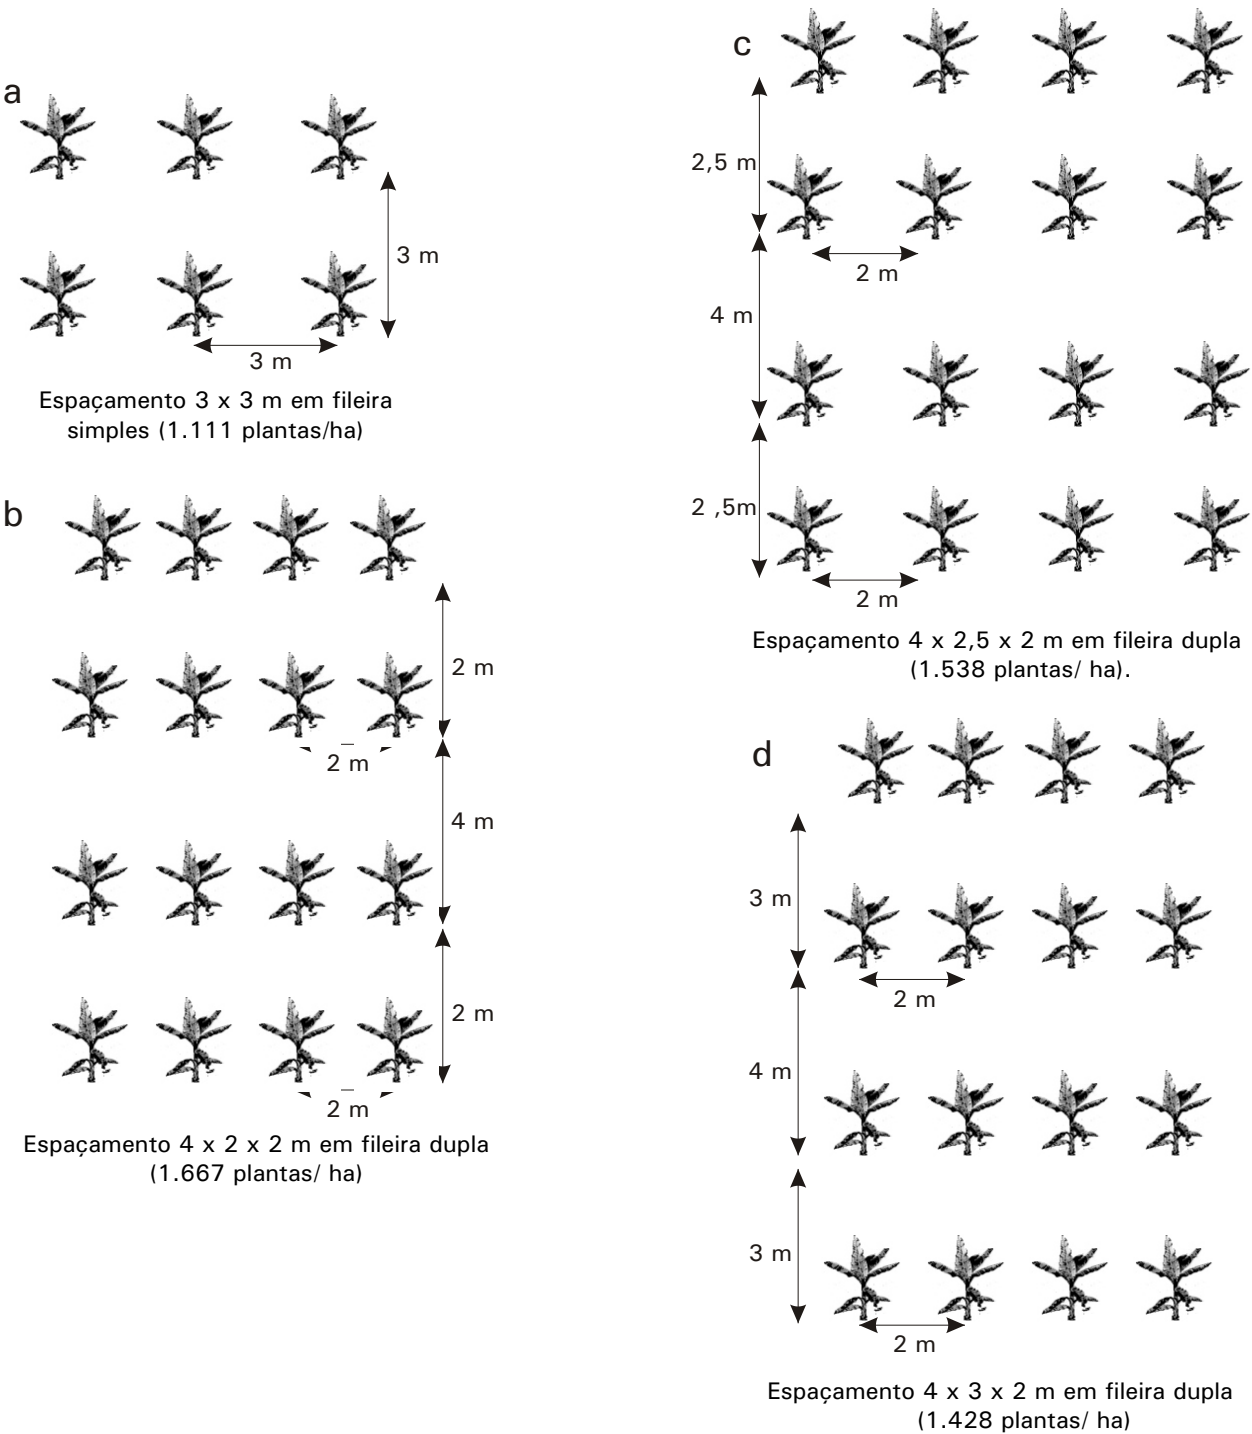 a
3 m
3 m
Espaçamento 3 x 3 m em fileira
simples (1.111 plantas/ha)
b
2 m
2 m
4 m
2 m
2 m
Espaçamento 4 x 2 x 2 m em fileira dupla
(1.667 plantas/ ha)
c
2,5 m
2 m
4 m
2 ,5m
2 m
Espaçamento 4 x 2,5 x 2 m em fileira dupla
(1.538 plantas/ ha).
d
3 m
2 m
4 m
3 m
2 m
Espaçamento 4 x 3 x 2 m em fileira dupla
(1.428 plantas/ ha)